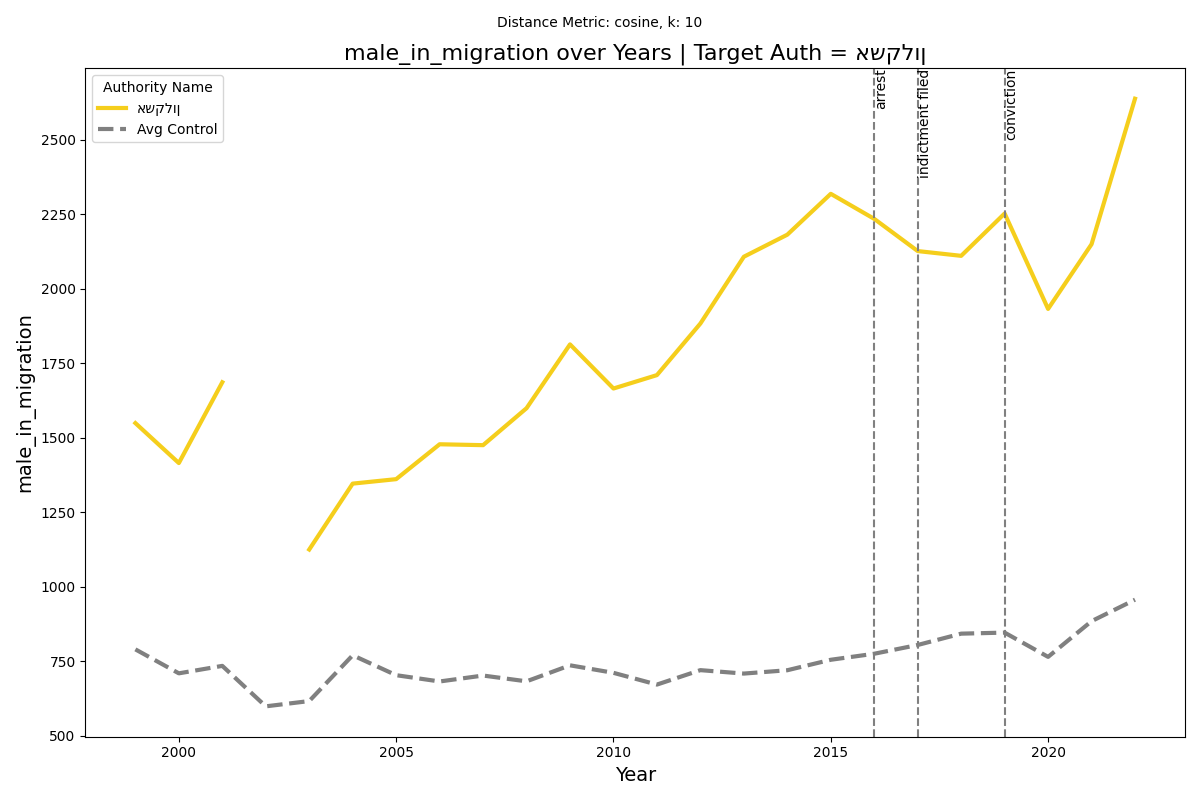 Distance Metric: cosine, k: 10
male_in_migration over Years | Target Auth = אשקלון
Authority Name
אשקלון
Avg Control
arrest
indictment filed
conviction
male_in_migration
2500
2250
2000
1750
1500
1250
1000
750
500
2000
2005
2010
2015
2020
Year